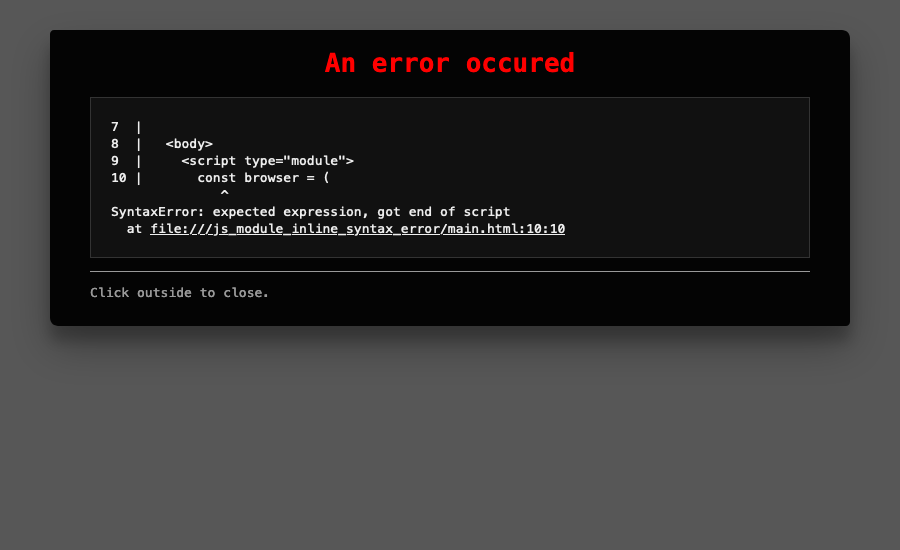 An error occured
7  |
8  |   <body>
9  |     <script type="module">
10 |       const browser = (
              ^
SyntaxError: expected expression, got end of script
  at file:///js_module_inline_syntax_error/main.html:10:10
Click outside to close.